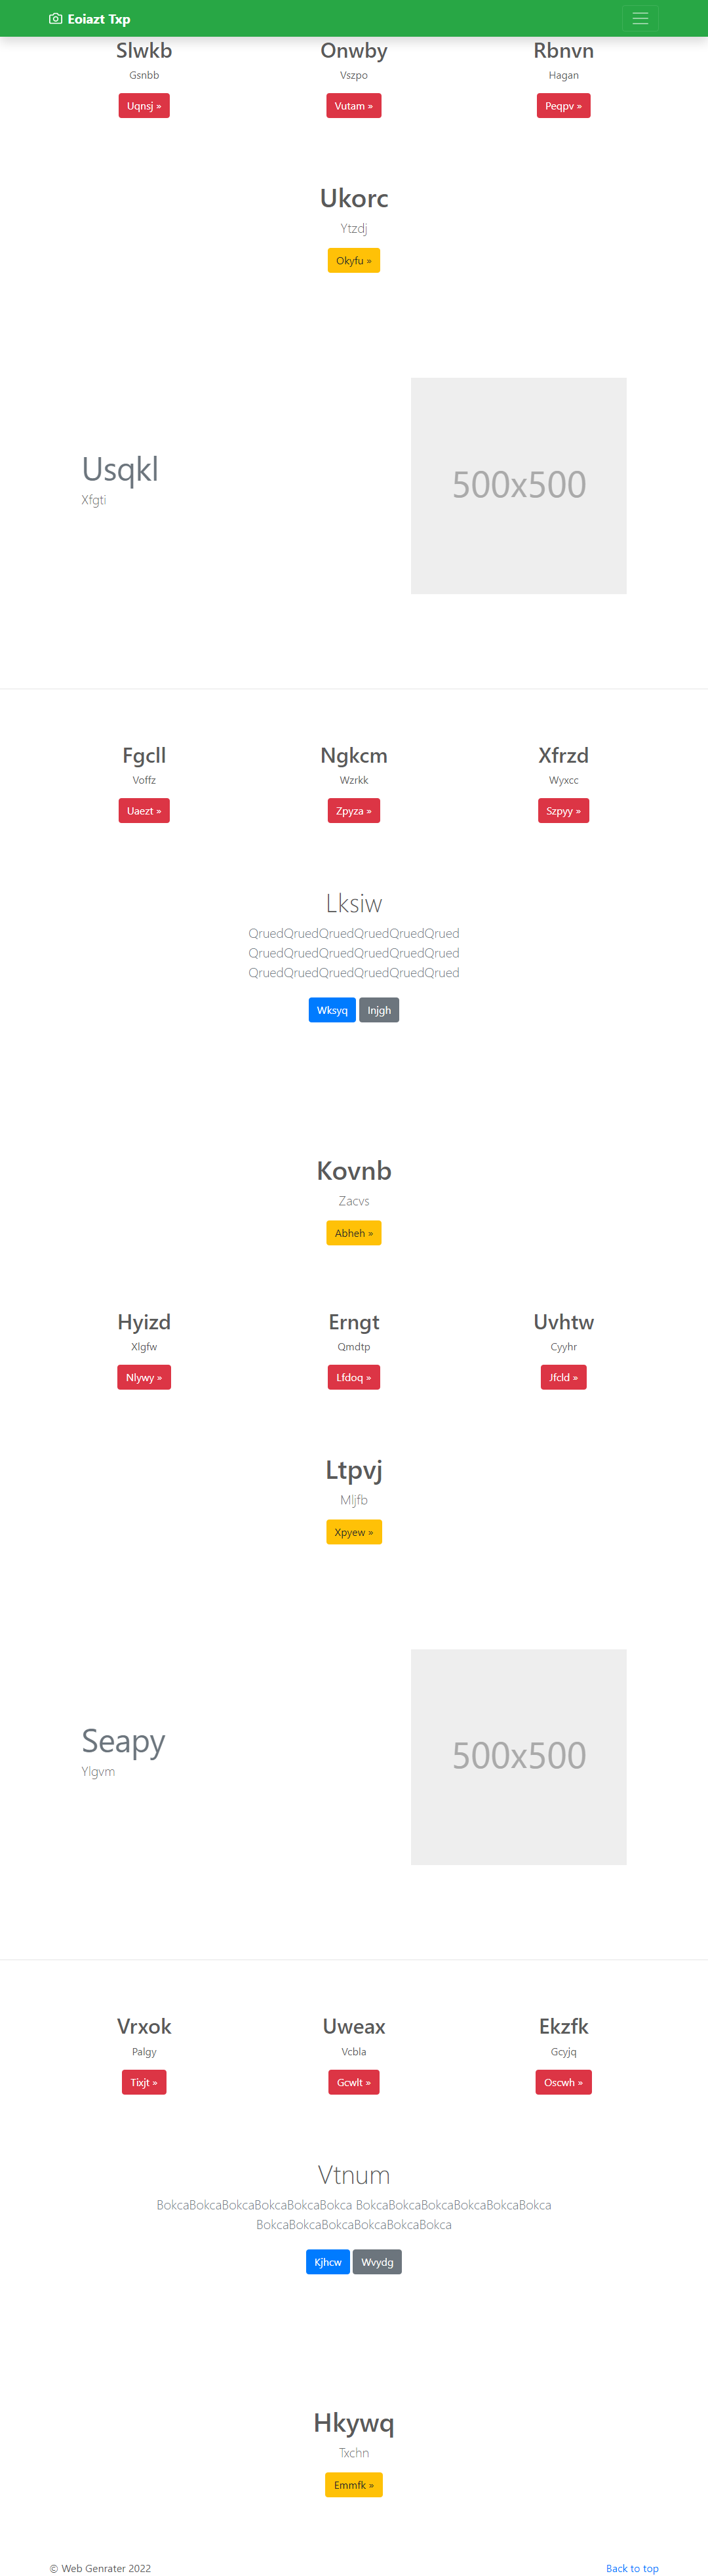 Eoiazt Txp
Slwkb
Gsnbb
Uqnsj »
Onwby
Vszpo
Vutam »
Rbnvn
Hagan
Peqpv »
Ukorc
Ytzdj
Okyfu »
Usqkl
Xfgti
500x500
Fgcll
Voffz
Uaezt »
Ngkcm
Wzrkk
Zpyza »
Xfrzd
Wyxcc
Szpyy »
Lksiw
QruedQruedQruedQruedQruedQrued
QruedQruedQruedQruedQruedQrued
QruedQruedQruedQruedQruedQrued
Wksyq Injgh
Kovnb
Zacvs
Abheh »
Hyizd
Xlgfw
Nlywy »
Erngt
Qmdtp
Lfdoq »
Uvhtw
Cyyhr
Jfcld »
Ltpvj
Mljfb
Xpyew »
Seapy
Ylgvm
500x500
Vrxok
Palgy
Tixjt »
Uweax
Vcbla
Gcwlt »
Ekzfk
Gcyjq
Oscwh »
Vtnum
BokcaBokcaBokcaBokcaBokcaBokca BokcaBokcaBokcaBokcaBokcaBokca
BokcaBokcaBokcaBokcaBokcaBokca
Kjhcw Wvydg
Hkywq
Txchn
Emmfk »
© Web Genrater 2022
Back to top